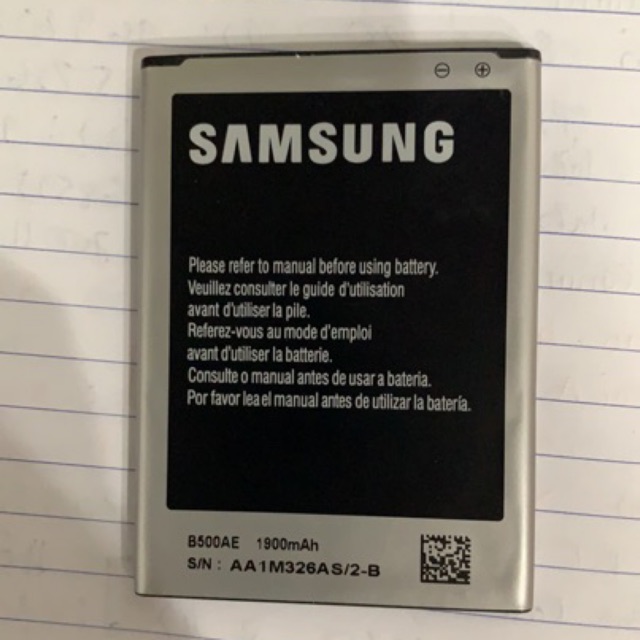 ⊖ ⊕
SAMSUNG
Please refer to manual before using battery.
Veuillez consulter le guide d'utilisation
avant d'utiliser la pile.
Referez-vous au mode d'emploi
avant d'utiliser la batterie.
Consulte o manual antes de usar a bateria.
Por favor lea el manual antes de utilizar la batería.
B500AE 1900mAh
S/N : AA1M326AS/2-B